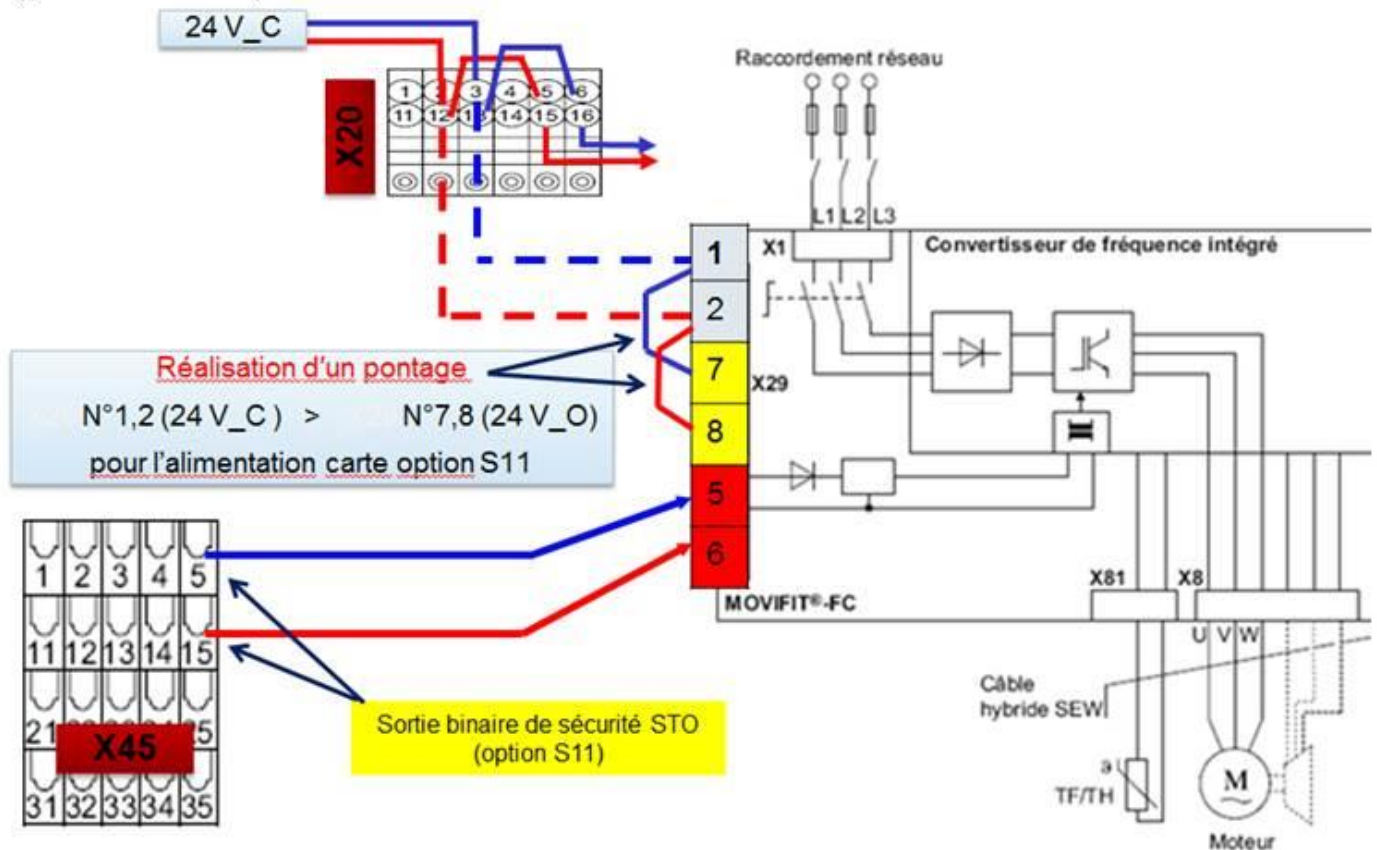 24 V_C
X20
1 2 3 4 5 6
11 12 13 14 15 16
Raccordement réseau
L1 L2 L3
X1
Convertisseur de fréquence intégré
1
2
7
8
5
6
X29
Réalisation d'un pontage
N°1,2 (24 V_C ) > N°7,8 (24 V_O)
pour l'alimentation carte option S11
MOVIFIT®-FC
X81
X8
U V W
1 2 3 4 5
11 12 13 14 15
21 25
X45
31 32 33 34 35
Sortie binaire de sécurité STO
(option S11)
Câble
hybride SEW
TF/TH
M
Moteur